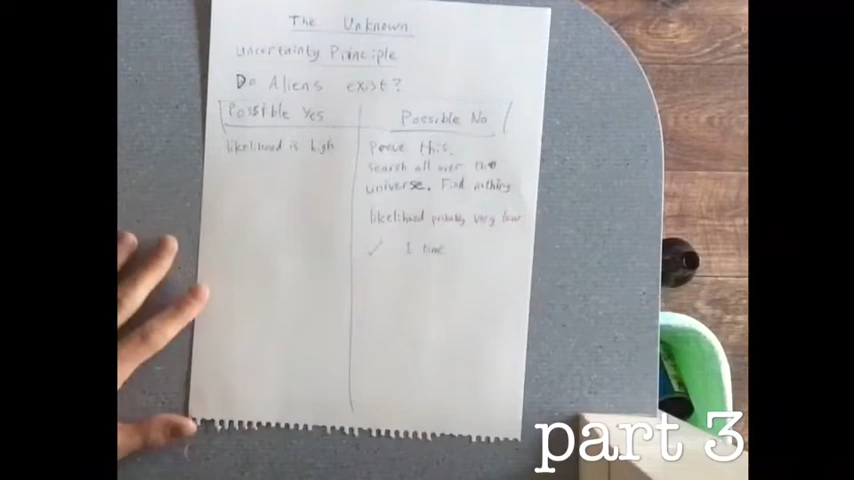 The Unknown
Uncertainty Principle
Do Aliens exist?
Possible Yes
likelihood is high
Possible No
Prove this.
search all over the
universe. Find nothing
likelihood probably very low
✓ 1 time
part 3